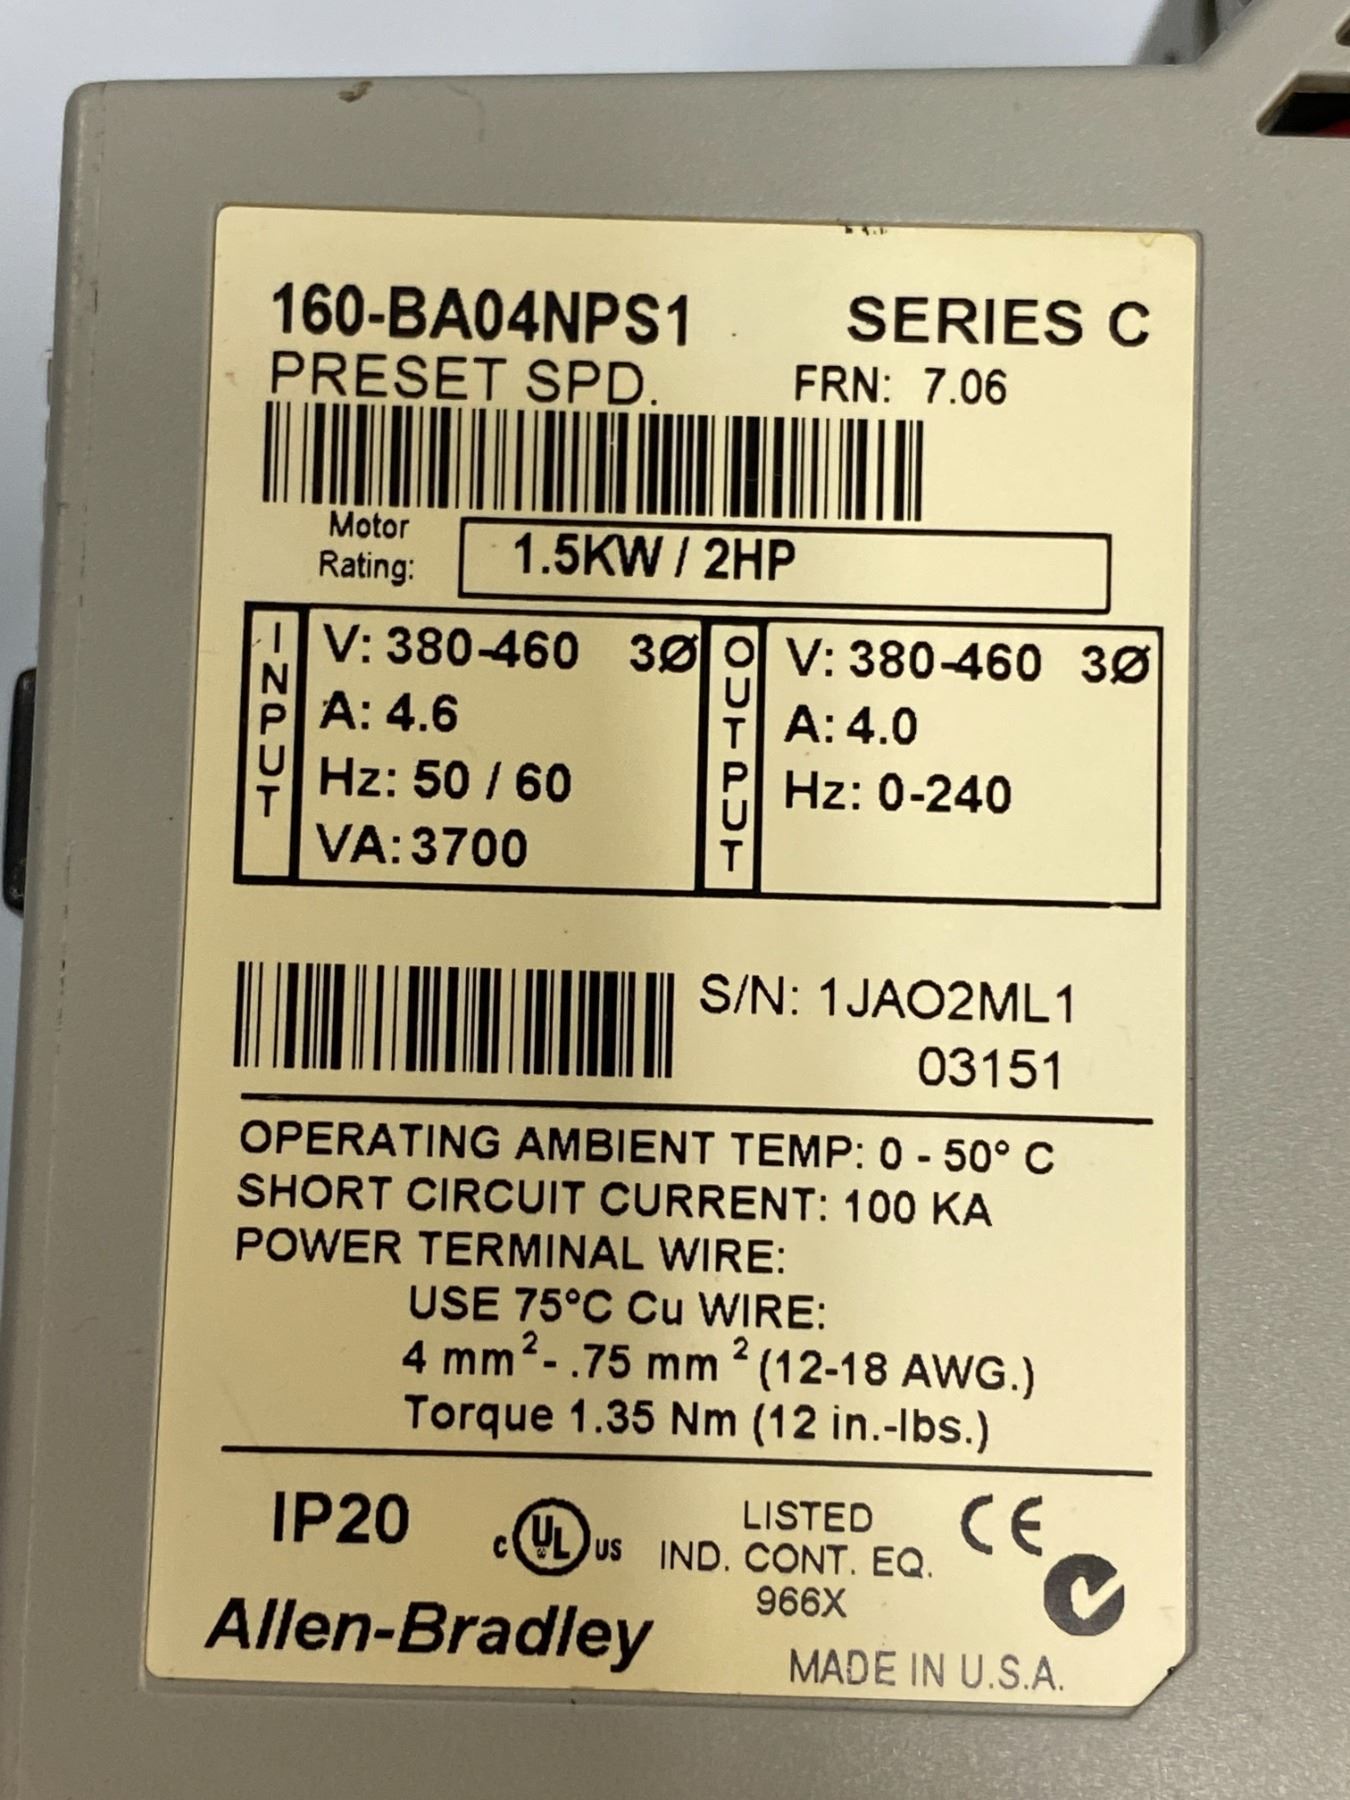 160-BA04NPS1 SERIES C
PRESET SPD. FRN: 7.06
Motor
Rating: 1.5KW / 2HP
INPUT
V: 380-460 3Ø
A: 4.6
Hz: 50 / 60
VA: 3700
OUTPUT
V: 380-460 3Ø
A: 4.0
Hz: 0-240
S/N: 1JAO2ML1
03151
OPERATING AMBIENT TEMP: 0 - 50° C
SHORT CIRCUIT CURRENT: 100 KA
POWER TERMINAL WIRE:
USE 75°C Cu WIRE:
4 mm² - .75 mm ² (12-18 AWG.)
Torque 1.35 Nm (12 in.-lbs.)
IP20
c UL us
LISTED
IND. CONT. EQ.
966X
CE
Allen-Bradley
MADE IN U.S.A.